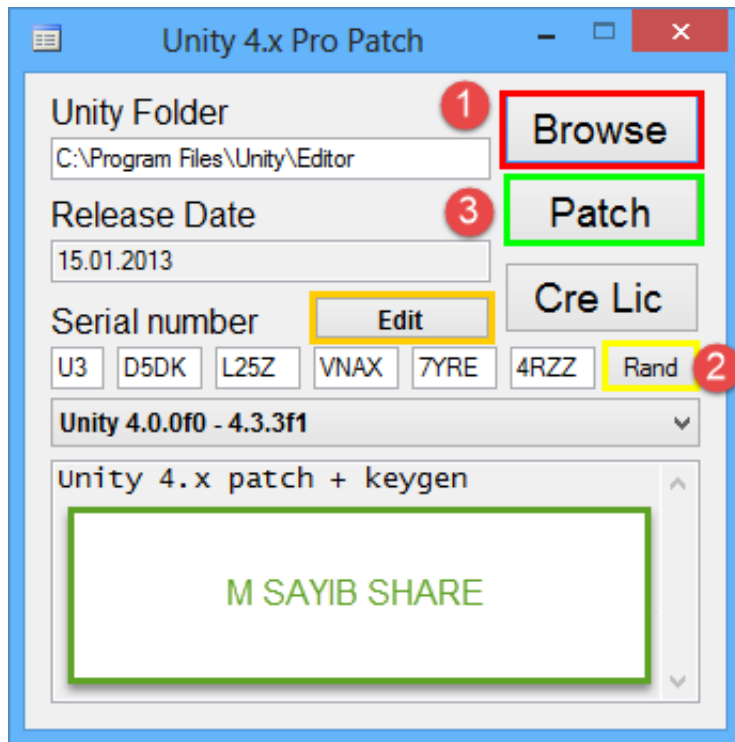 Unity 4.x Pro Patch
Unity Folder
1
Browse
C:\Program Files\Unity\Editor
Release Date
3
Patch
15.01.2013
Cre Lic
Serial number
Edit
U3 D5DK L25Z VNAX 7YRE 4RZZ Rand 2
Unity 4.0.0f0 - 4.3.3f1
Unity 4.x patch + keygen
M SAYIB SHARE